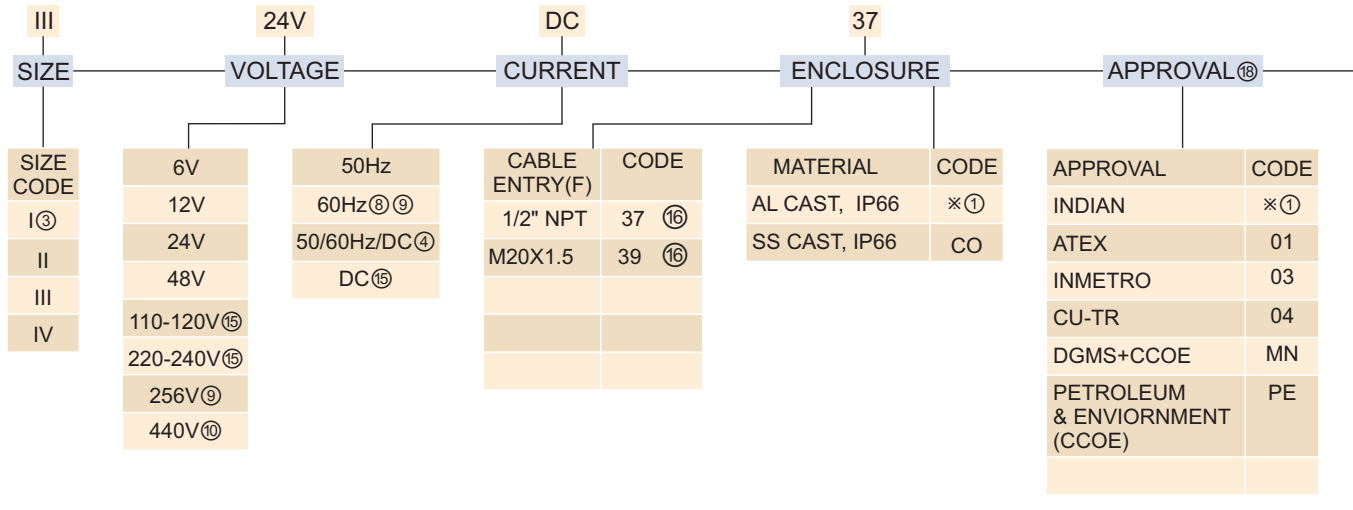 III 24V DC 37
SIZE VOLTAGE CURRENT ENCLOSURE APPROVAL⑱
SIZE
CODE
I③
II
III
IV
6V
12V
24V
48V
110-120V⑮
220-240V⑮
256V⑨
440V⑩
50Hz
60Hz⑧⑨
50/60Hz/DC④
DC⑮
CABLE
ENTRY(F) CODE
1/2" NPT 37 ⑯
M20X1.5 39 ⑯
MATERIAL CODE
AL CAST, IP66 ※①
SS CAST, IP66 CO
APPROVAL CODE
INDIAN ※①
ATEX 01
INMETRO 03
CU-TR 04
DGMS+CCOE MN
PETROLEUM PE
& ENVIORNMENT
(CCOE)